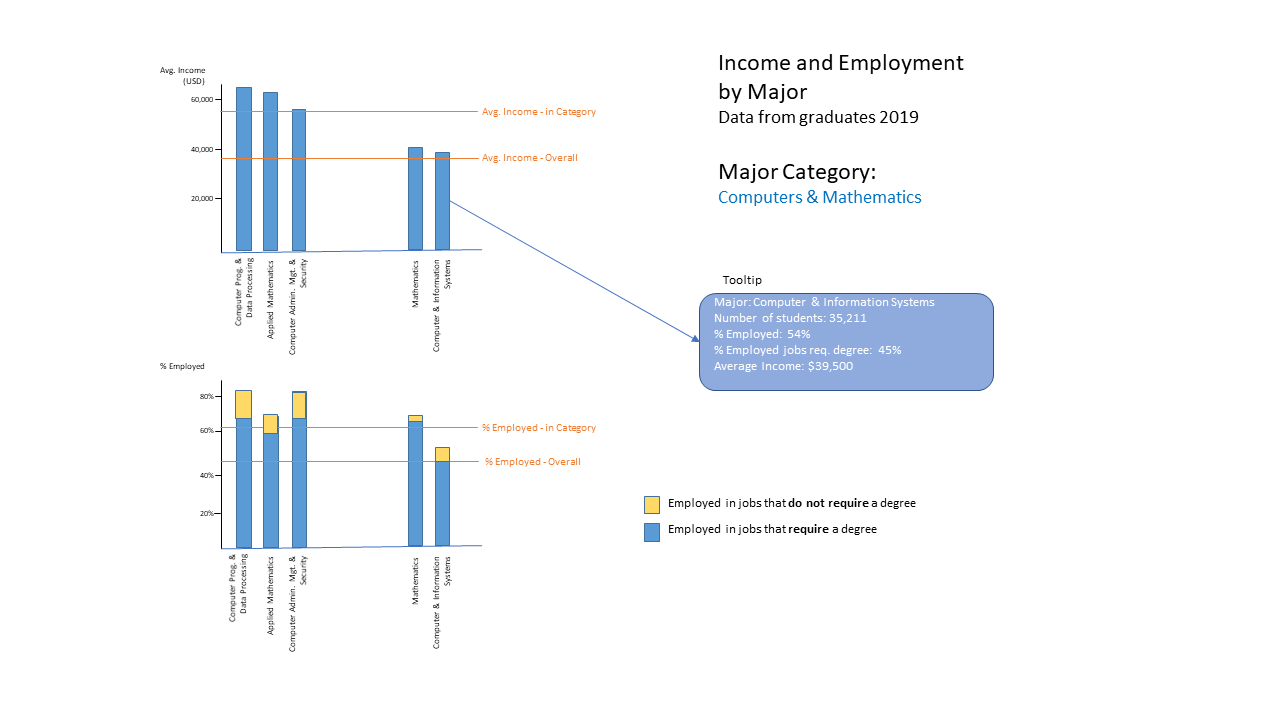 Income and Employment
by Major
Data from graduates 2019
Major Category:
Computers & Mathematics
Avg. Income
(USD)
60,000
40,000
20,000
Avg. Income - in Category
Avg. Income - Overall
Computer Prog. &
Data Processing
Applied Mathematics
Computer Admin. Mgt. &
Security
Mathematics
Computer & Information
Systems
Tooltip
Major: Computer & Information Systems
Number of students: 35,211
% Employed: 54%
% Employed jobs req. degree: 45%
Average Income: $39,500
% Employed
80%
60%
40%
20%
% Employed - in Category
% Employed - Overall
Computer Prog. &
Data Processing
Applied Mathematics
Computer Admin. Mgt. &
Security
Mathematics
Computer & Information
Systems
Employed in jobs that do not require a degree
Employed in jobs that require a degree